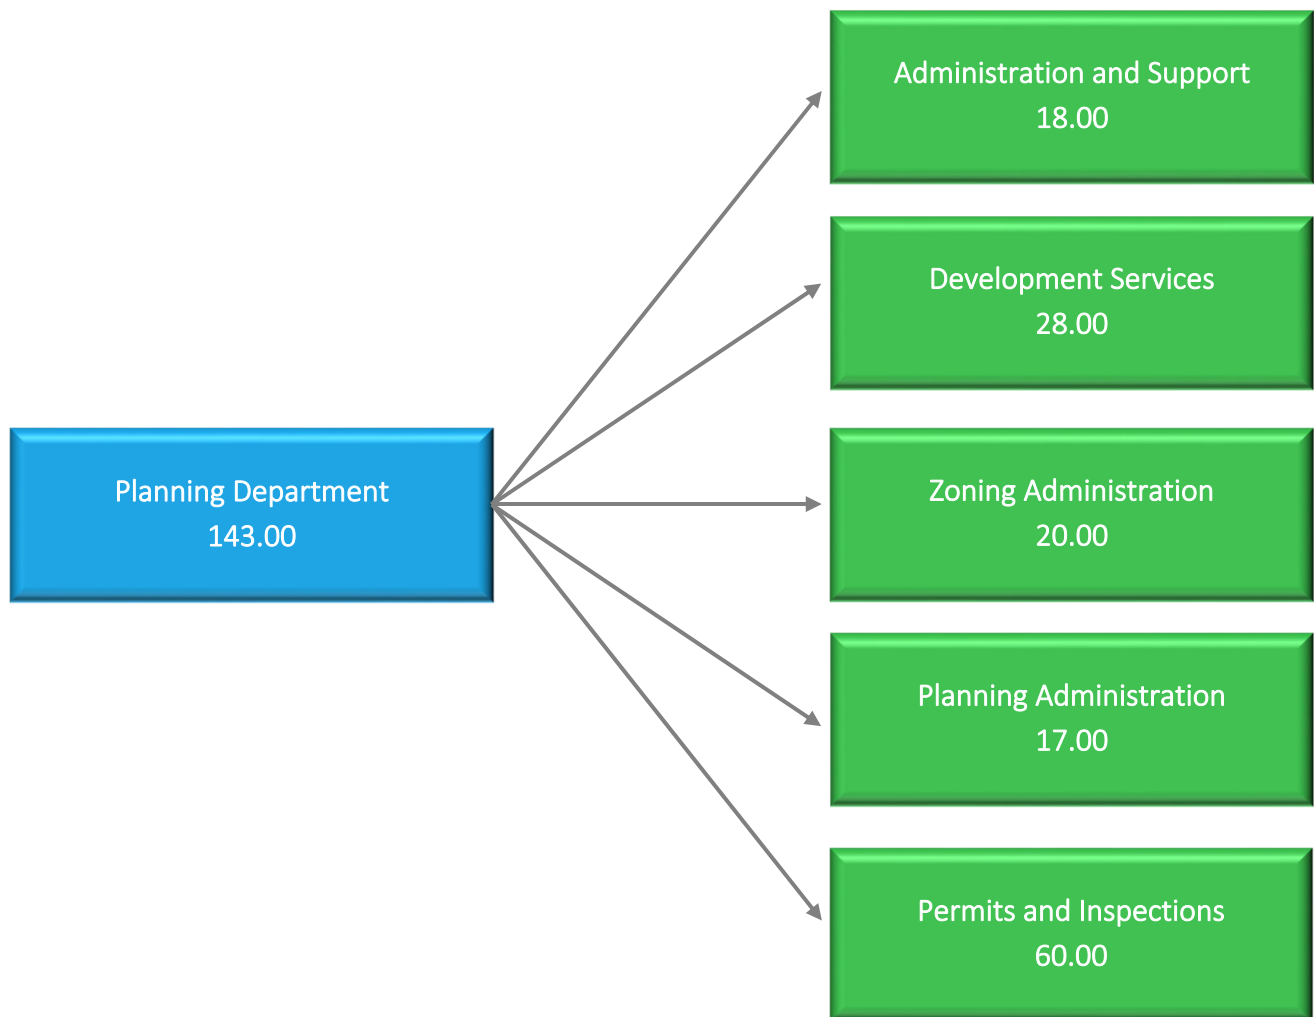 Administration and Support
18.00
Development Services
28.00
Planning Department
143.00
Zoning Administration
20.00
Planning Administration
17.00
Permits and Inspections
60.00